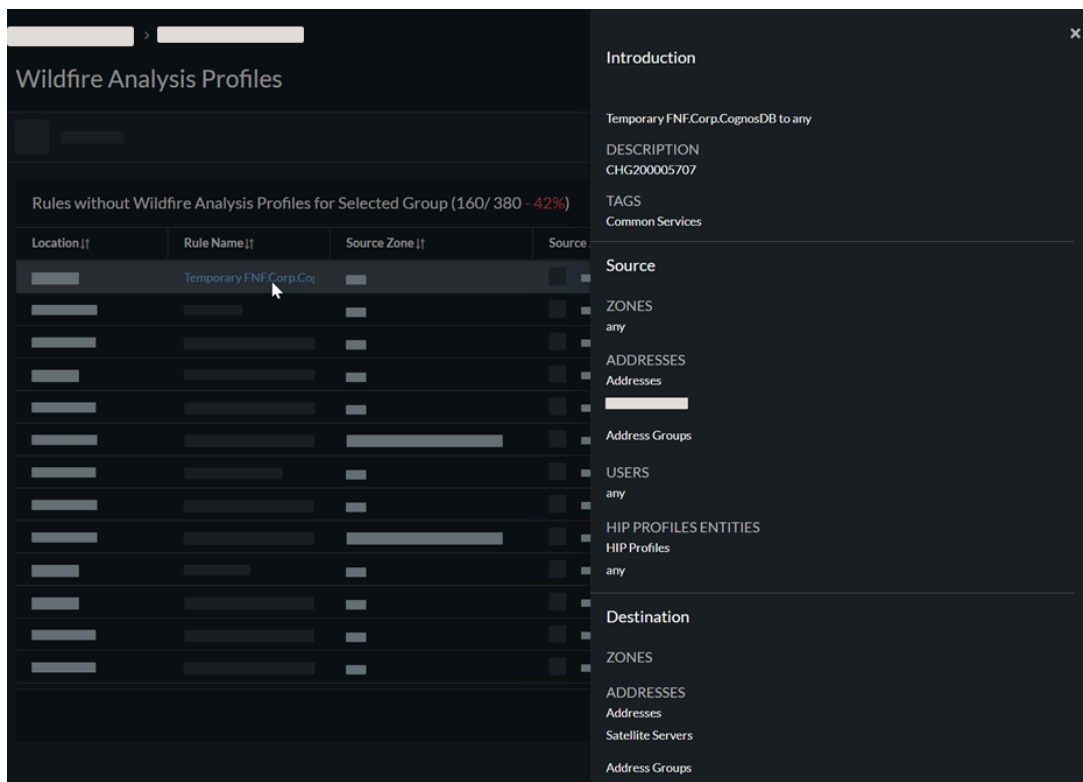 >
Wildfire Analysis Profiles
Rules without Wildfire Analysis Profiles for Selected Group (160/ 380 - 42%)
Location Rule Name Source Zone Source
Temporary FNF.Corp.Cog
×
Introduction
Temporary FNF.Corp.CognosDB to any
DESCRIPTION
CHG200005707
TAGS
Common Services
Source
ZONES
any
ADDRESSES
Addresses
Address Groups
USERS
any
HIP PROFILES ENTITIES
HIP Profiles
any
Destination
ZONES
ADDRESSES
Addresses
Satellite Servers
Address Groups